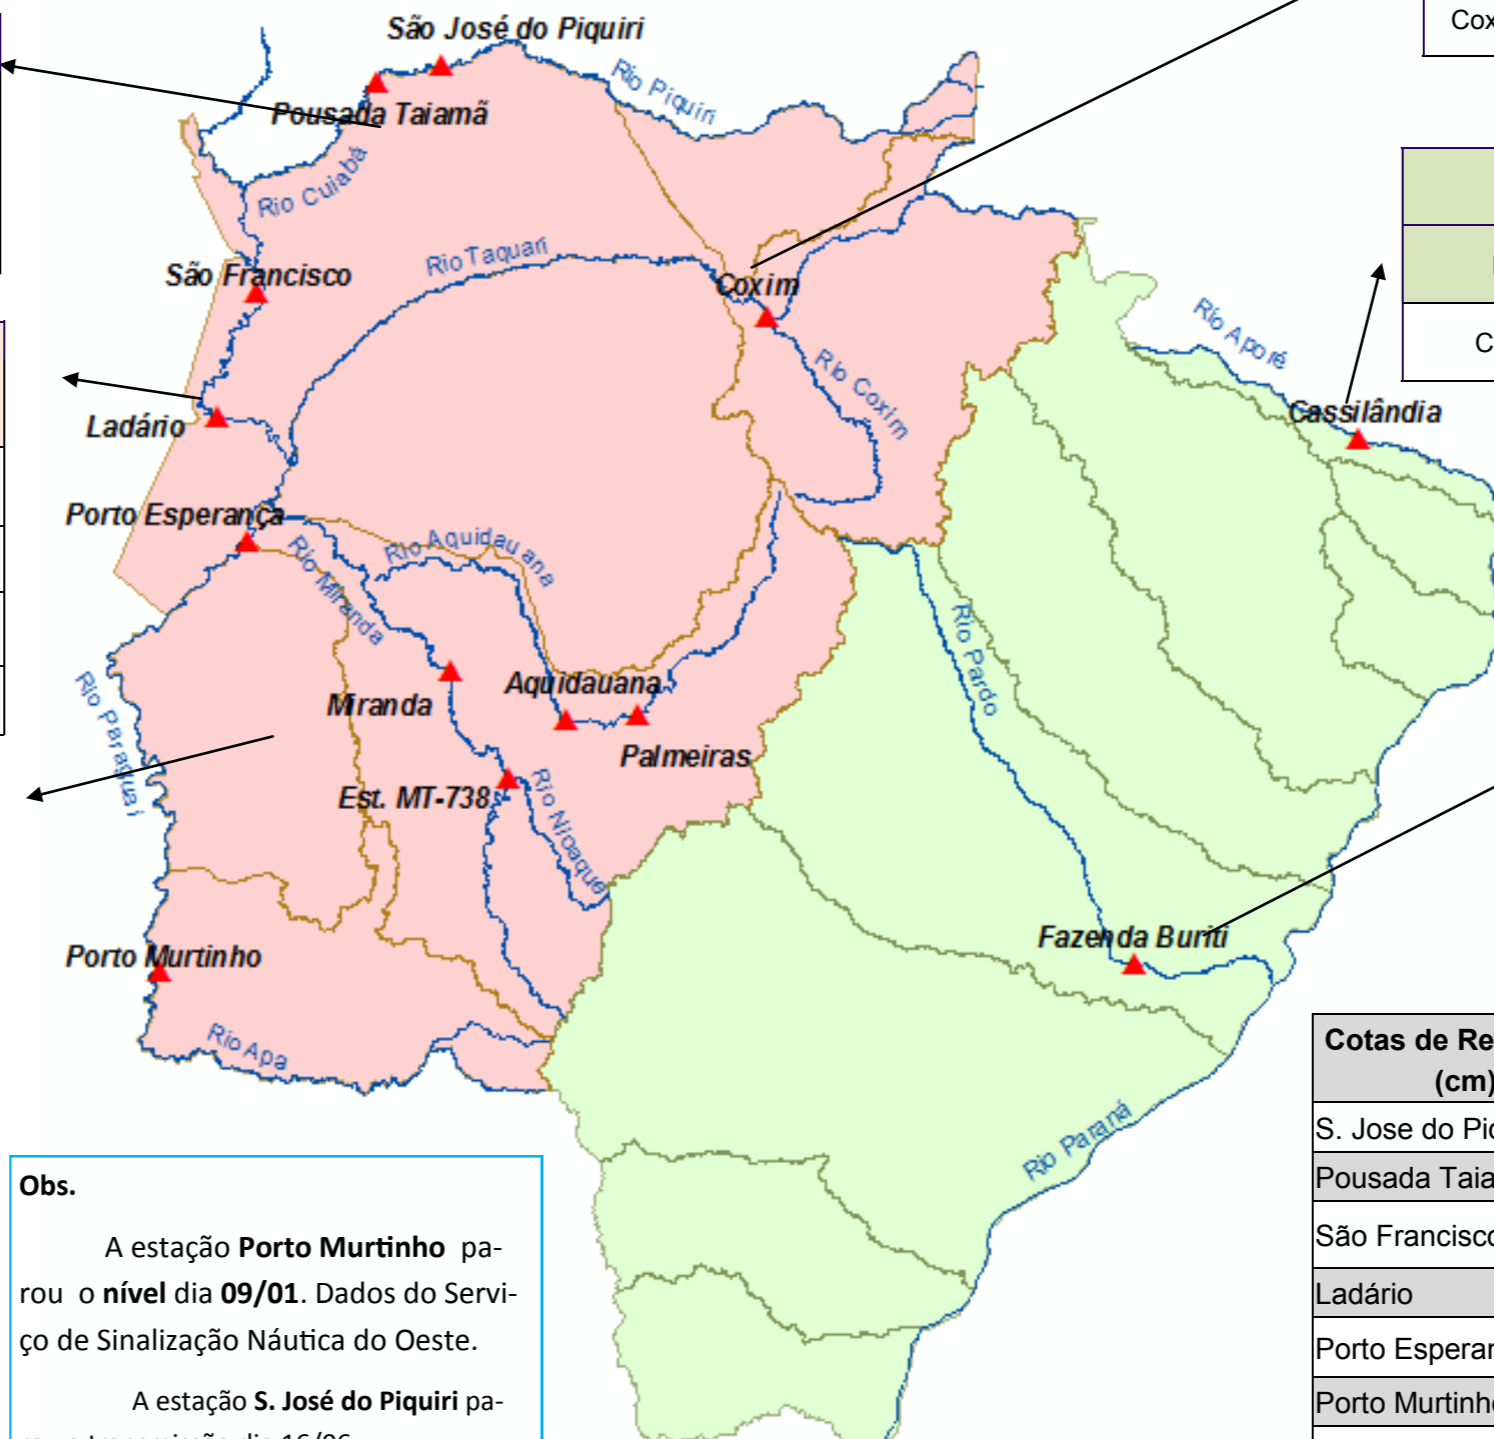 São José do Piquiri
Rio Piquiri
Pousada Taiamã
Rio Cuiabá
Rio Taquari
São Francisco
Coxim
Rio Coxim
Rio Aporé
Cassilândia
Ladário
Porto Esperança
Rio Aquidauana
Rio Miranda
Rio Pardo
Aquidauana
Miranda
Palmeiras
Rio Paraguai
Est. MT-738
Rio Nioaque
Fazenda Buriti
Porto Murtinho
Rio Apa
Rio Paraná
Obs.
A estação Porto Murtinho pa-
rou o nível dia 09/01. Dados do Servi-
ço de Sinalização Náutica do Oeste.
A estação S. José do Piquiri pa-
Cotas de Re
(cm)
S. Jose do Pi
Pousada Taia
São Francisco
Ladário
Porto Espera
Porto Murtinh
Cox
C